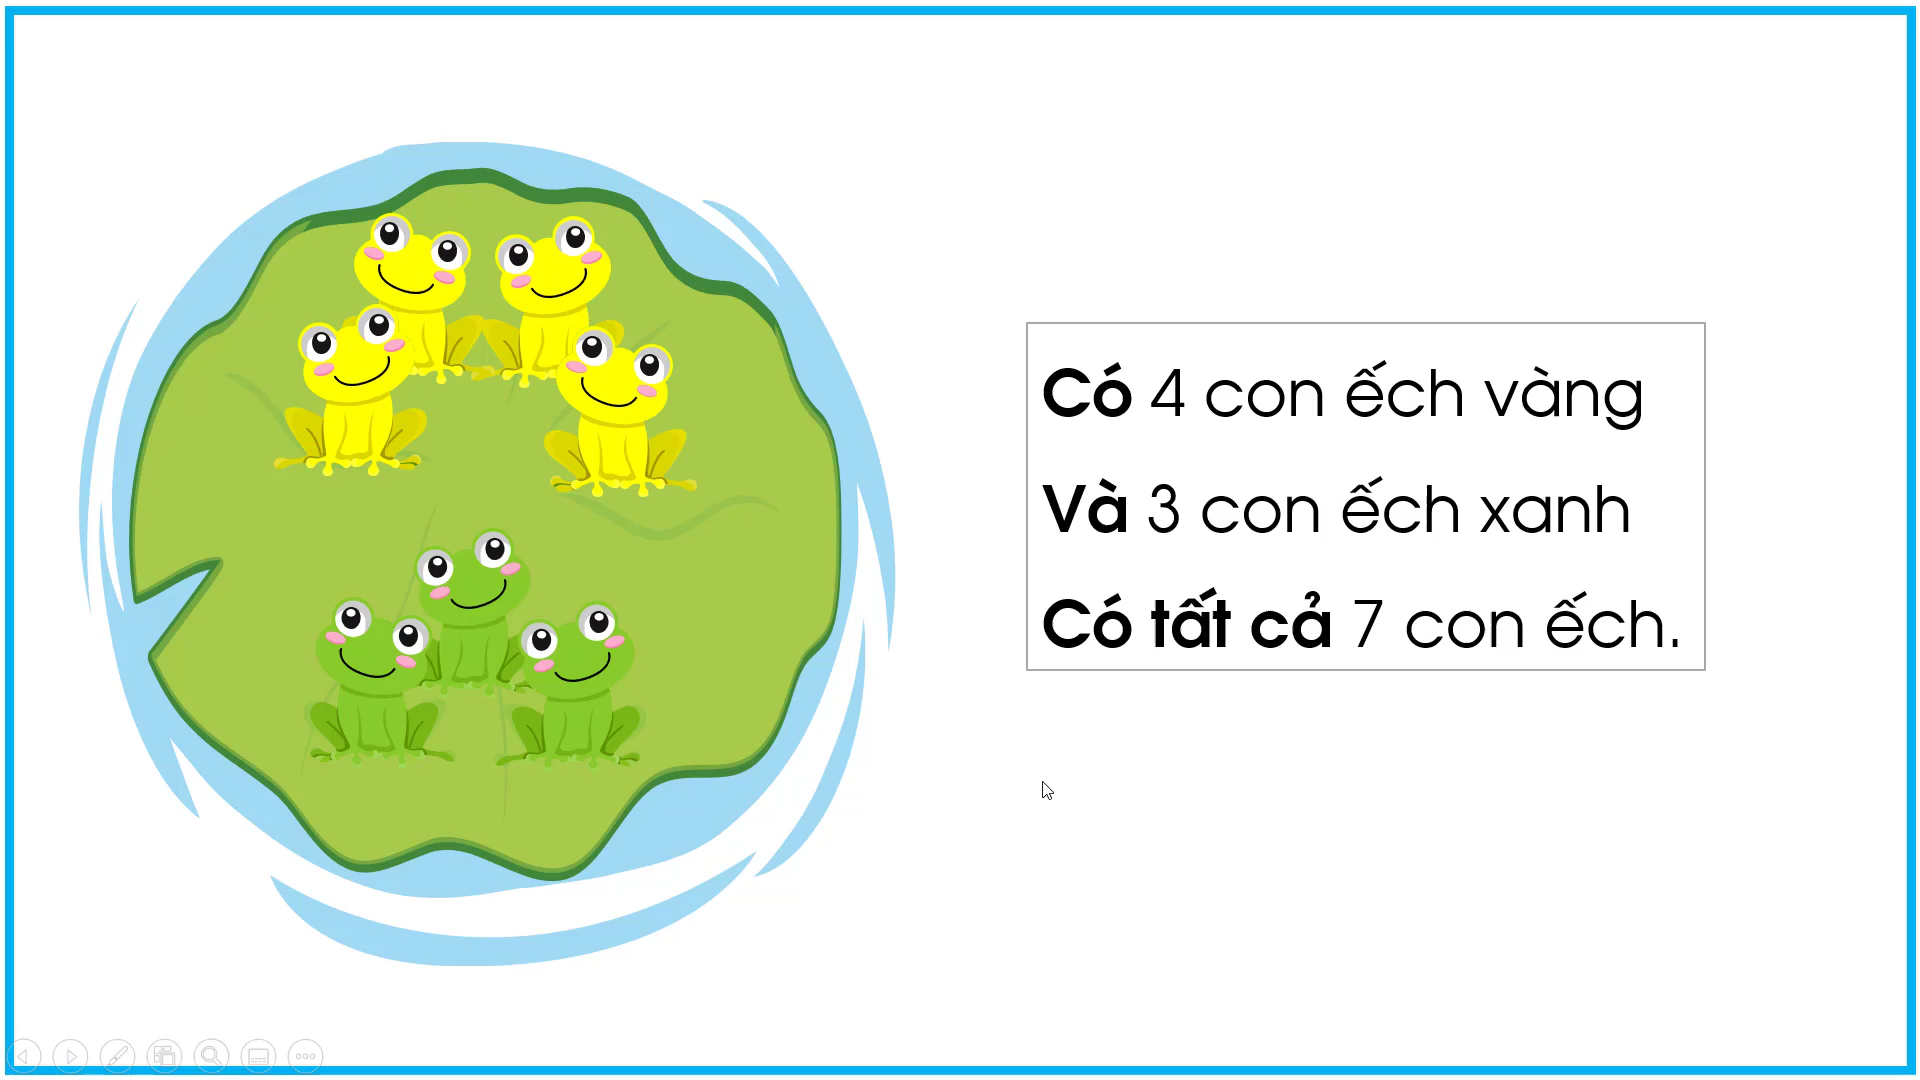 Có 4 con ếch vàng
Và 3 con ếch xanh
Có tất cả 7 con ếch.